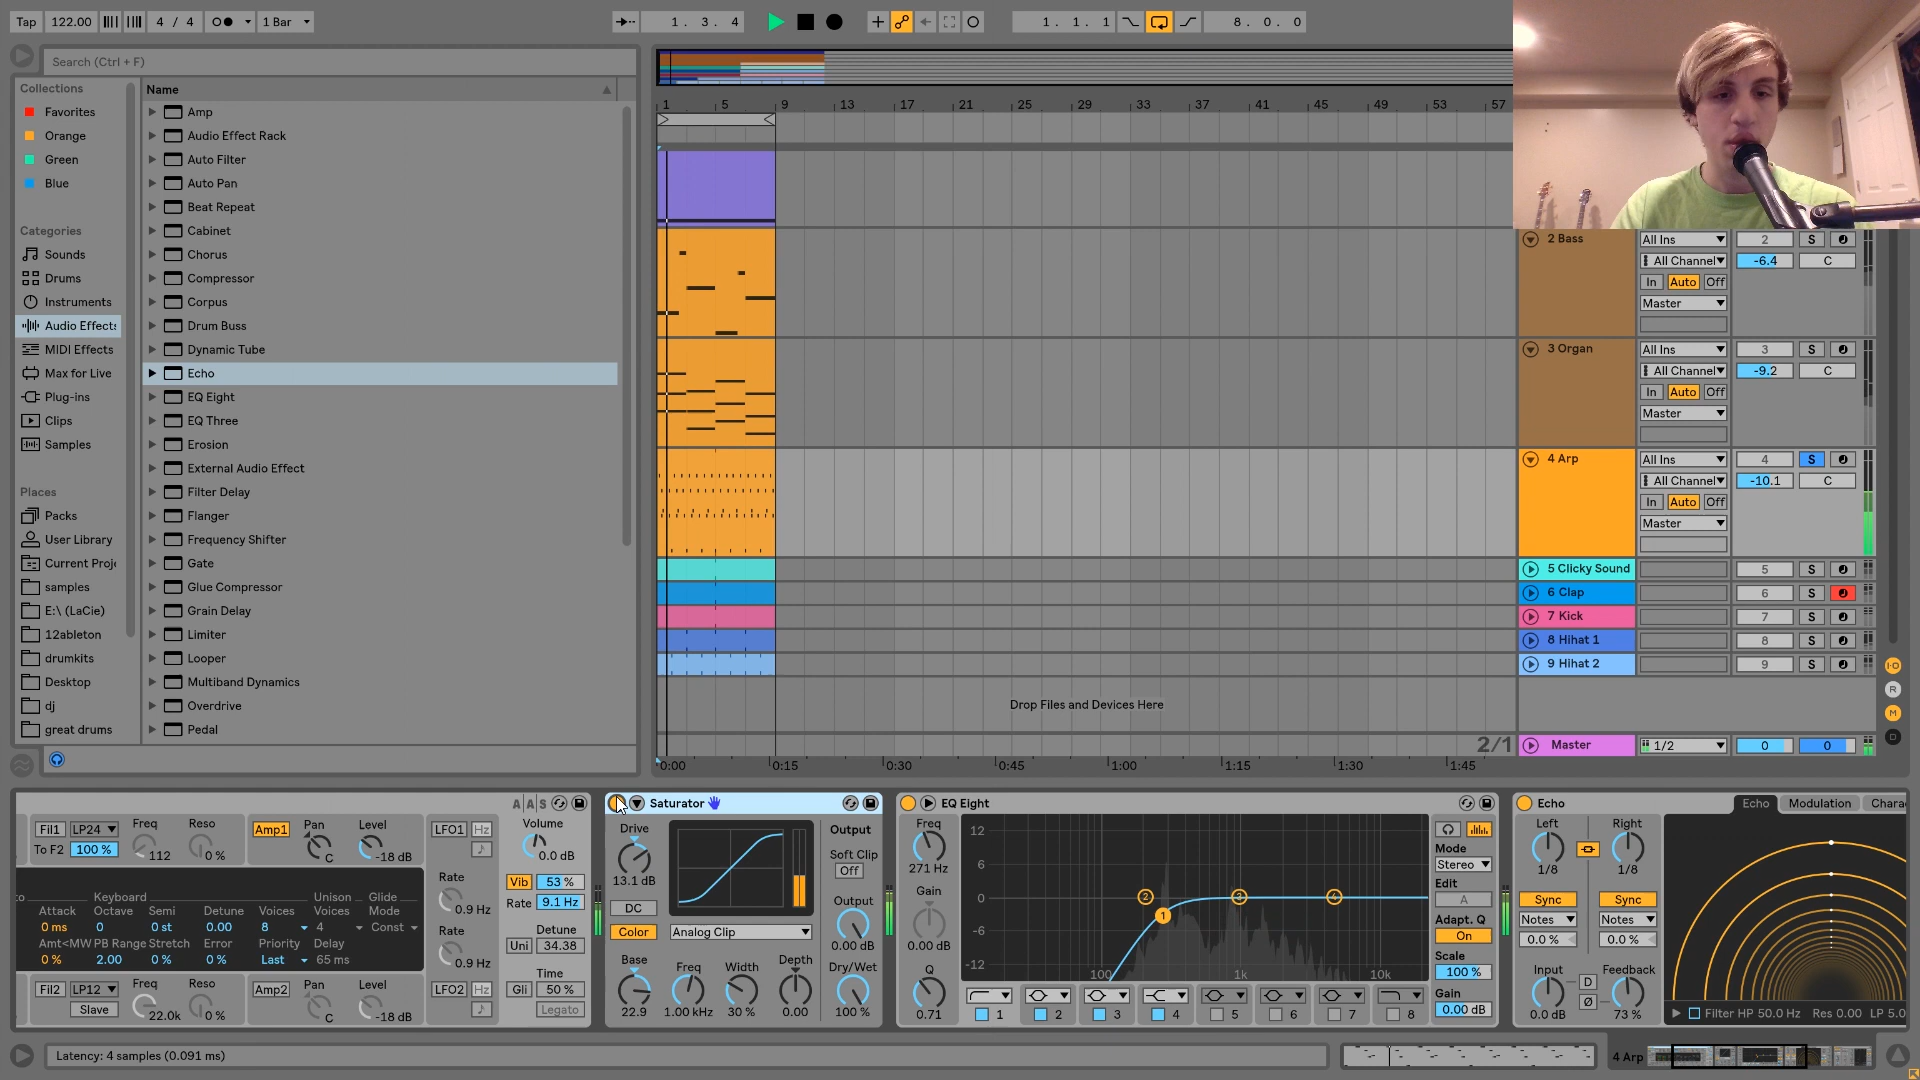 Tap 122.00 4 / 4 1 Bar 1. 3. 4 1. 1. 1 8. 0. 0
Search (Ctrl + F)
Collections
Favorites
Orange
Green
Blue
Categories
Sounds
Drums
Instruments
Audio Effects
MIDI Effects
Max for Live
Plug-ins
Clips
Samples
Places
Packs
User Library
Current Proje
samples
E:\ (LaCie)
12ableton
drumkits
Desktop
dj
great drums
Name
Amp
Audio Effect Rack
Auto Filter
Auto Pan
Beat Repeat
Cabinet
Chorus
Compressor
Corpus
Drum Buss
Dynamic Tube
Echo
EQ Eight
EQ Three
Erosion
External Audio Effect
Filter Delay
Flanger
Frequency Shifter
Gate
Glue Compressor
Grain Delay
Limiter
Looper
Multiband Dynamics
Overdrive
Pedal
1 5 9 13 17 21 25 29 33 37 41 45 49 53 57
2 Bass All Ins 2 S
All Channel -6.4 C
In Auto Off
Master
3 Organ All Ins 3 S
All Channel -9.2 C
In Auto Off
Master
4 Arp All Ins 4 S
All Channel -10.1 C
In Auto Off
Master
5 Clicky Sound 5 S
6 Clap 6 S
7 Kick 7 S
8 Hihat 1 8 S
9 Hihat 2 9 S
I·O
R
M
D
Drop Files and Devices Here
2/1 Master 1/2 0 0
0:00 0:15 0:30 0:45 1:00 1:15 1:30 1:45
A A S
Fil1 LP24 Freq Reso Amp1 Pan Level LFO1 Hz Volume
To F2 100 % 112 0 % C -18 dB 0.0 dB
Keyboard Unison Glide Rate Vib 53 %
Attack Octave Semi Detune Voices Voices Mode 0.9 Hz Rate 9.1 Hz
0 ms 0 0 st 0.00 8 4 Const
Amt<MW PB Range Stretch Error Priority Delay Rate Detune
0 % 2.00 0 % 0 % Last 65 ms 0.9 Hz Uni 34.38
Time
Fil2 LP12 Freq Reso Amp2 Pan Level LFO2 Hz Gli 50 %
Slave 22.0k 0 % C -18 dB Legato
Saturator
Drive Output
13.1 dB Soft Clip
Off
DC Output
Color Analog Clip 0.00 dB
Base Freq Width Depth Dry/Wet
22.9 1.00 kHz 30 % 0.00 100 %
EQ Eight
Freq
271 Hz
Gain
0.00 dB
Q
0.71
12
6
0
-6
-12
1 2 3 4
100 1k 10k
1 2 3 4 5 6 7 8
Mode
Stereo
Edit
A
Adapt. Q
On
Scale
100 %
Gain
0.00 dB
Echo Echo Modulation Chara
Left Right
1/8 1/8
Sync Sync
Notes Notes
0.0 % 0.0 %
Input D Feedback
0.0 dB Ø 73 %
Filter HP 50.0 Hz Res 0.00 LP 5.0
Latency: 4 samples (0.091 ms)
4 Arp